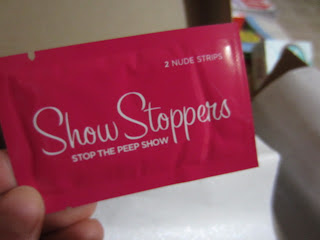 2 NUDE STRIPS
Show Stoppers
STOP THE PEEP SHOW